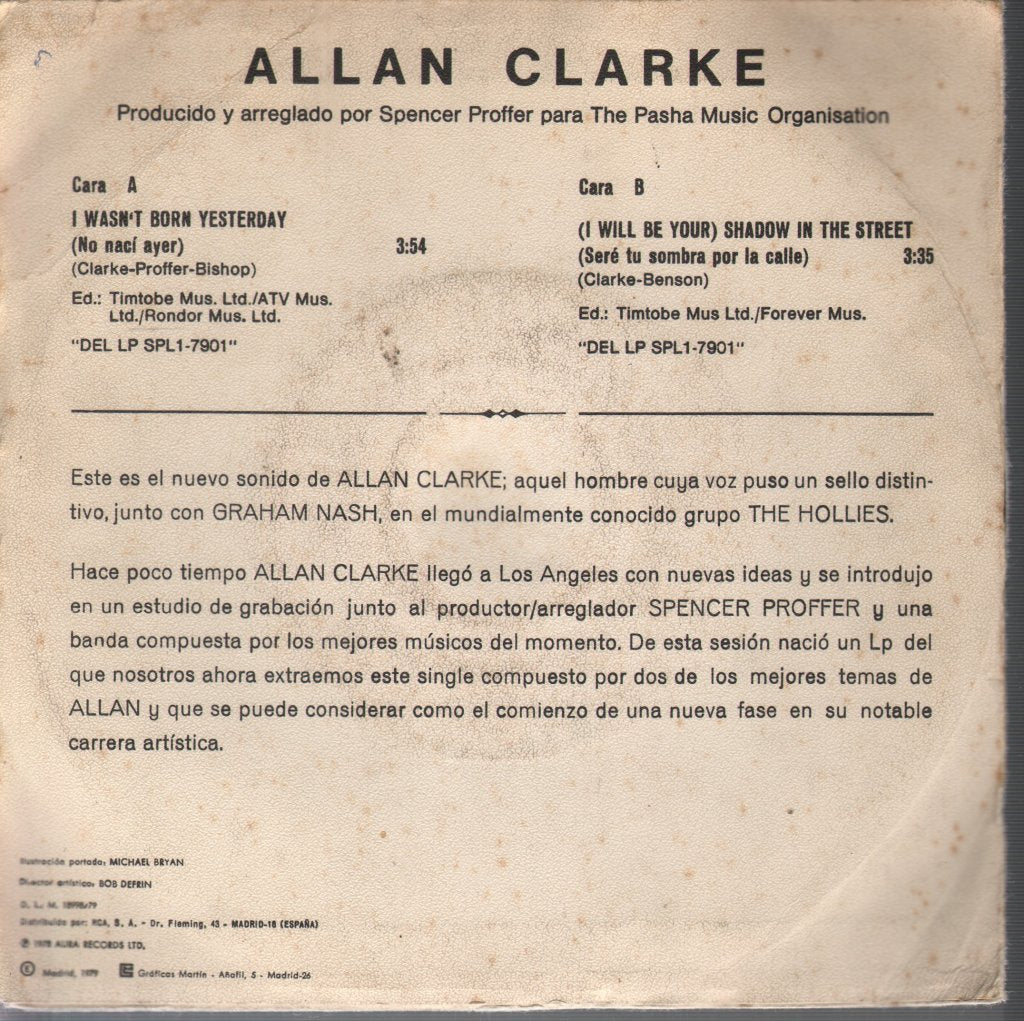 ALLAN CLARKE
Producido y arreglado por Spencer Proffer para The Pasha Music Organisation
Cara A
I WASN'T BORN YESTERDAY
(No nací ayer) 3:54
(Clarke-Proffer-Bishop)
Ed.: Timtobe Mus. Ltd./ATV Mus.
Ltd./Rondor Mus. Ltd.
"DEL LP SPL1-7901"
Cara B
(I WILL BE YOUR) SHADOW IN THE STREET
(Seré tu sombra por la calle) 3:35
(Clarke-Benson)
Ed.: Timtobe Mus Ltd./Forever Mus.
"DEL LP SPL1-7901"
Este es el nuevo sonido de ALLAN CLARKE; aquel hombre cuya voz puso un sello distin-
tivo, junto con GRAHAM NASH, en el mundialmente conocido grupo THE HOLLIES.
Hace poco tiempo ALLAN CLARKE llegó a Los Angeles con nuevas ideas y se introdujo
en un estudio de grabación junto al productor/arreglador SPENCER PROFFER y una
banda compuesta por los mejores músicos del momento. De esta sesión nació un Lp del
que nosotros ahora extraemos este single compuesto por dos de los mejores temas de
ALLAN y que se puede considerar como el comienzo de una nueva fase en su notable
carrera artística.
Ilustración portada: MICHAEL BRYAN
Director artístico: BOB DEFRIN
D. L. M. 18998-79
Distribuido por: RCA, S. A. - Dr. Fleming, 43 - MADRID-16 (ESPAÑA)
℗ 1978 AURA RECORDS LTD.
Ⓔ Madrid, 1979 Gráficas Martín - Añafil, 5 - Madrid-26